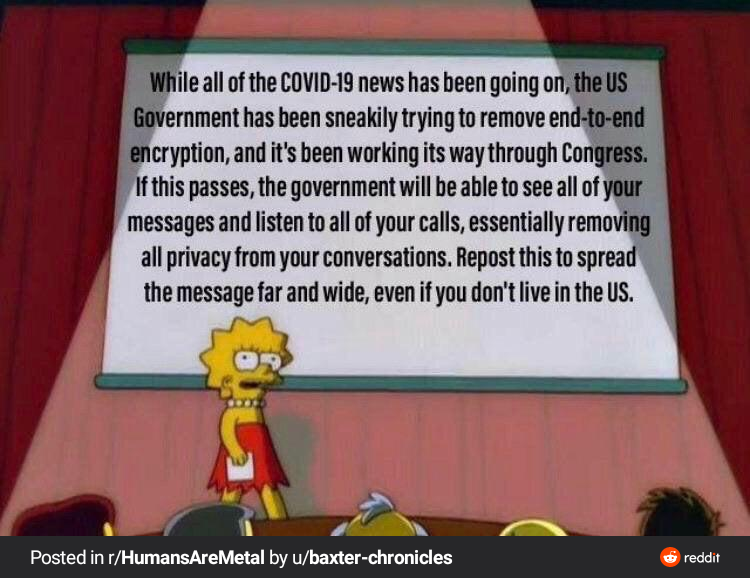 While all of the COVID-19 news has been going on, the US
Government has been sneakily trying to remove end-to-end
encryption, and it's been working its way through Congress.
If this passes, the government will be able to see all of your
messages and listen to all of your calls, essentially removing
all privacy from your conversations. Repost this to spread
the message far and wide, even if you don't live in the US.
Posted in r/HumansAreMetal by u/baxter-chronicles
reddit